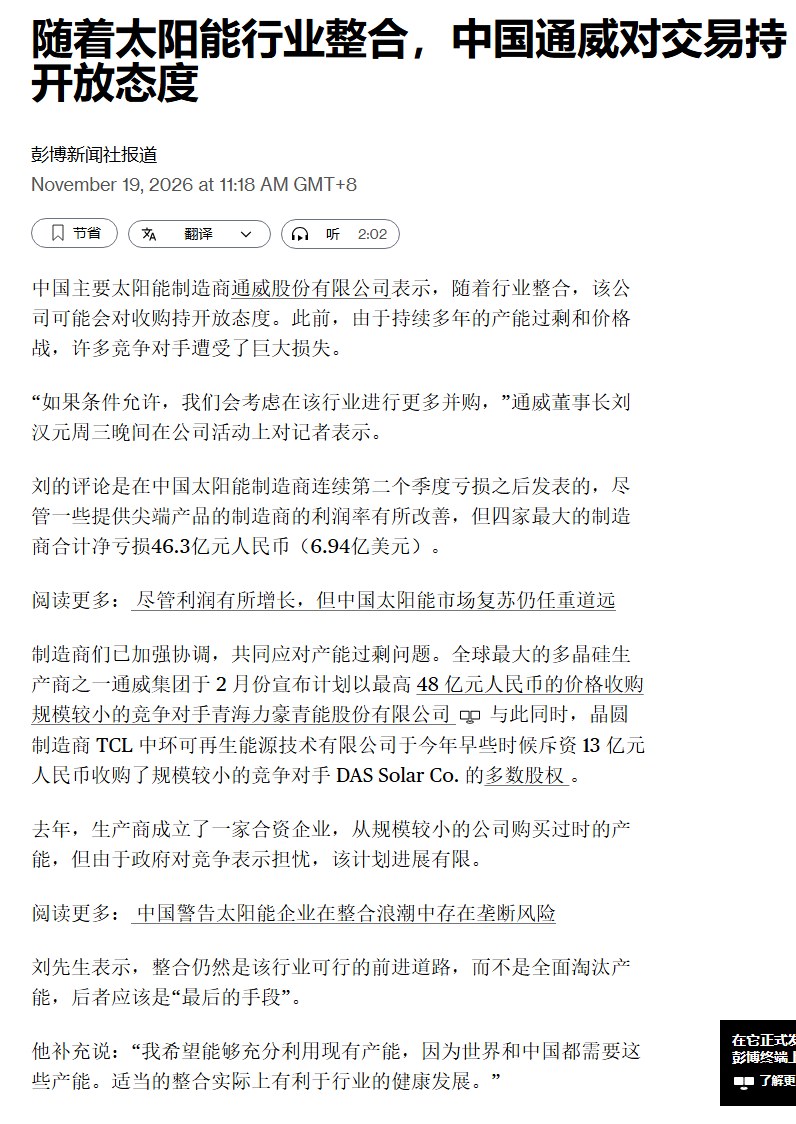 随着太阳能行业整合，中国通威对交易持
开放态度
彭博新闻社报道
November 19, 2026 at 11:18 AM GMT+8
节省
翻译
听 2:02
中国主要太阳能制造商通威股份有限公司表示，随着行业整合，该公
司可能会对收购持开放态度。此前，由于持续多年的产能过剩和价格
战，许多竞争对手遭受了巨大损失。
“如果条件允许，我们会考虑在该行业进行更多并购，”通威董事长刘
汉元周三晚间在公司活动上对记者表示。
刘的评论是在中国太阳能制造商连续第二个季度亏损之后发表的，尽
管一些提供尖端产品的制造商的利润率有所改善，但四家最大的制造
商合计净亏损46.3亿元人民币（6.94亿美元）。
阅读更多： 尽管利润有所增长，但中国太阳能市场复苏仍任重道远
制造商们已加强协调，共同应对产能过剩问题。全球最大的多晶硅生
产商之一通威集团于 2 月份宣布计划以最高 48 亿元人民币的价格收购
规模较小的竞争对手青海力豪青能股份有限公司 与此同时，晶圆
制造商 TCL 中环可再生能源技术有限公司于今年早些时候斥资 13 亿元
人民币收购了规模较小的竞争对手 DAS Solar Co. 的多数股权 。
去年，生产商成立了一家合资企业，从规模较小的公司购买过时的产
能，但由于政府对竞争表示担忧，该计划进展有限。
阅读更多： 中国警告太阳能企业在整合浪潮中存在垄断风险
刘先生表示，整合仍然是该行业可行的前进道路，而不是全面淘汰产
能，后者应该是“最后的手段”。
他补充说：“我希望能够充分利用现有产能，因为世界和中国都需要这
些产能。适当的整合实际上有利于行业的健康发展。”
在它正式发
彭博终端上
了解更